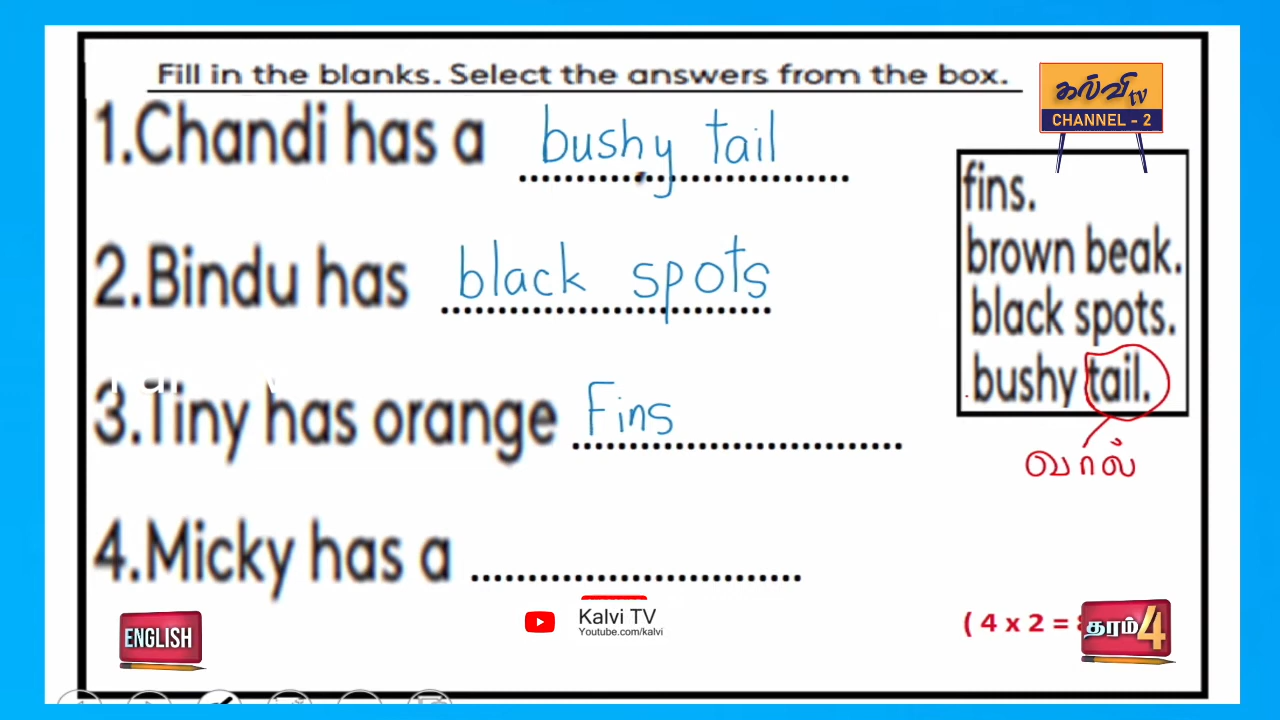 Fill in the blanks. Select the answers from the box.
கல்வி tv
CHANNEL - 2
1.Chandi has a bushy tail
2.Bindu has black spots
3.Tiny has orange Fins
4.Micky has a
fins.
brown beak.
black spots.
bushy tail.
வால்
Kalvi TV
Youtube.com/kalvi
ENGLISH
( 4 x 2 =
தரம் 4